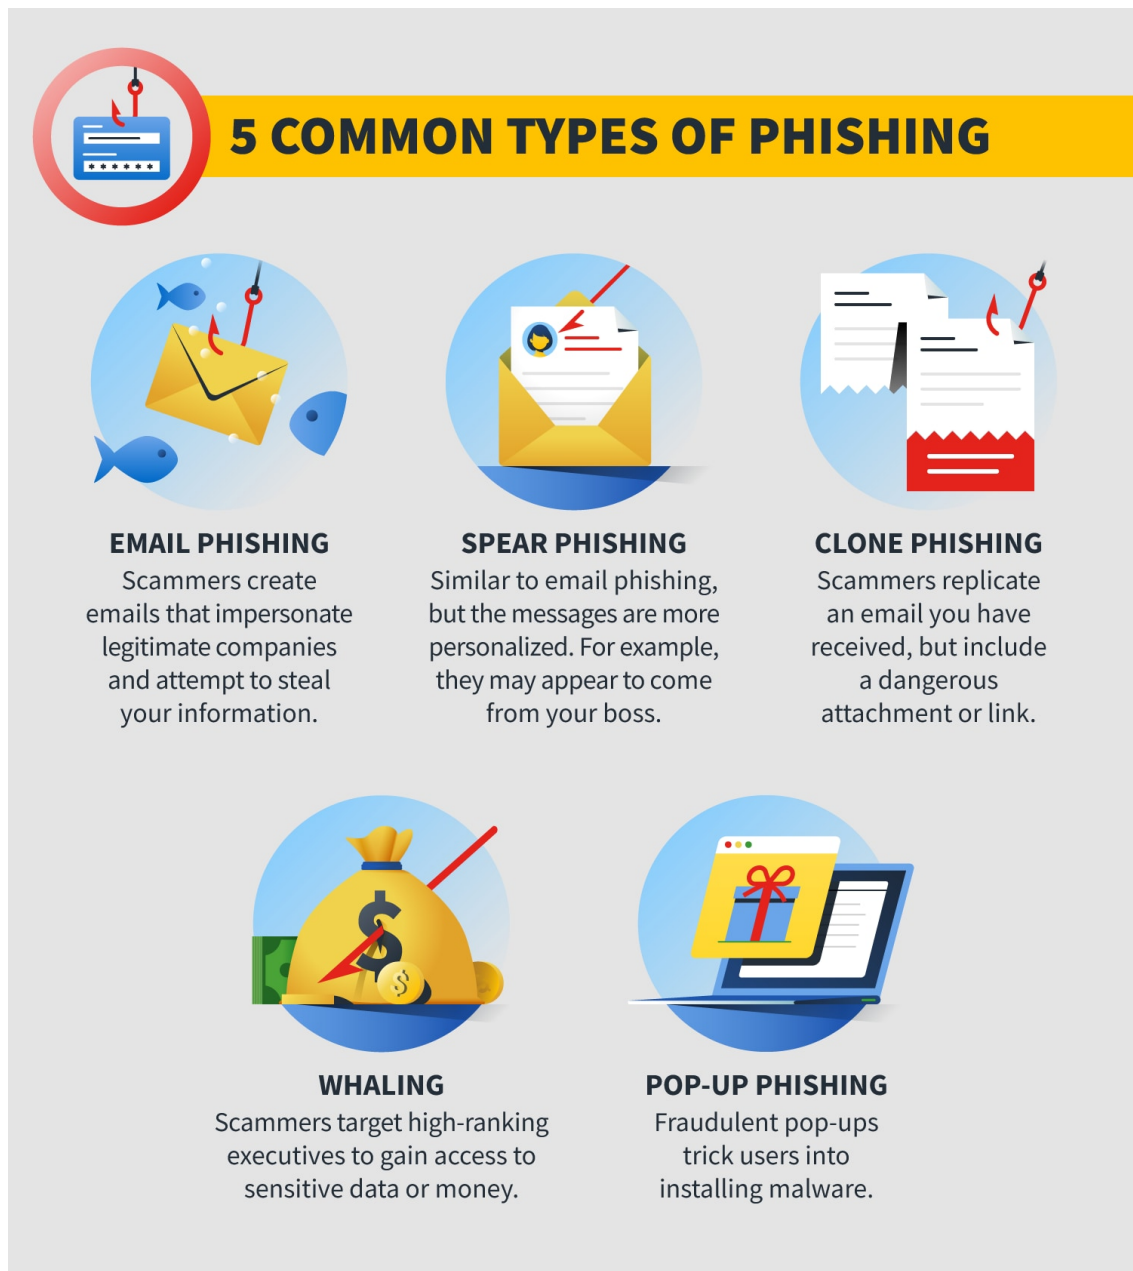 5 COMMON TYPES OF PHISHING
EMAIL PHISHING
Scammers create
emails that impersonate
legitimate companies
and attempt to steal
your information.
SPEAR PHISHING
Similar to email phishing,
but the messages are more
personalized. For example,
they may appear to come
from your boss.
CLONE PHISHING
Scammers replicate
an email you have
received, but include
a dangerous
attachment or link.
$
$
WHALING
Scammers target high-ranking
executives to gain access to
sensitive data or money.
POP-UP PHISHING
Fraudulent pop-ups
trick users into
installing malware.